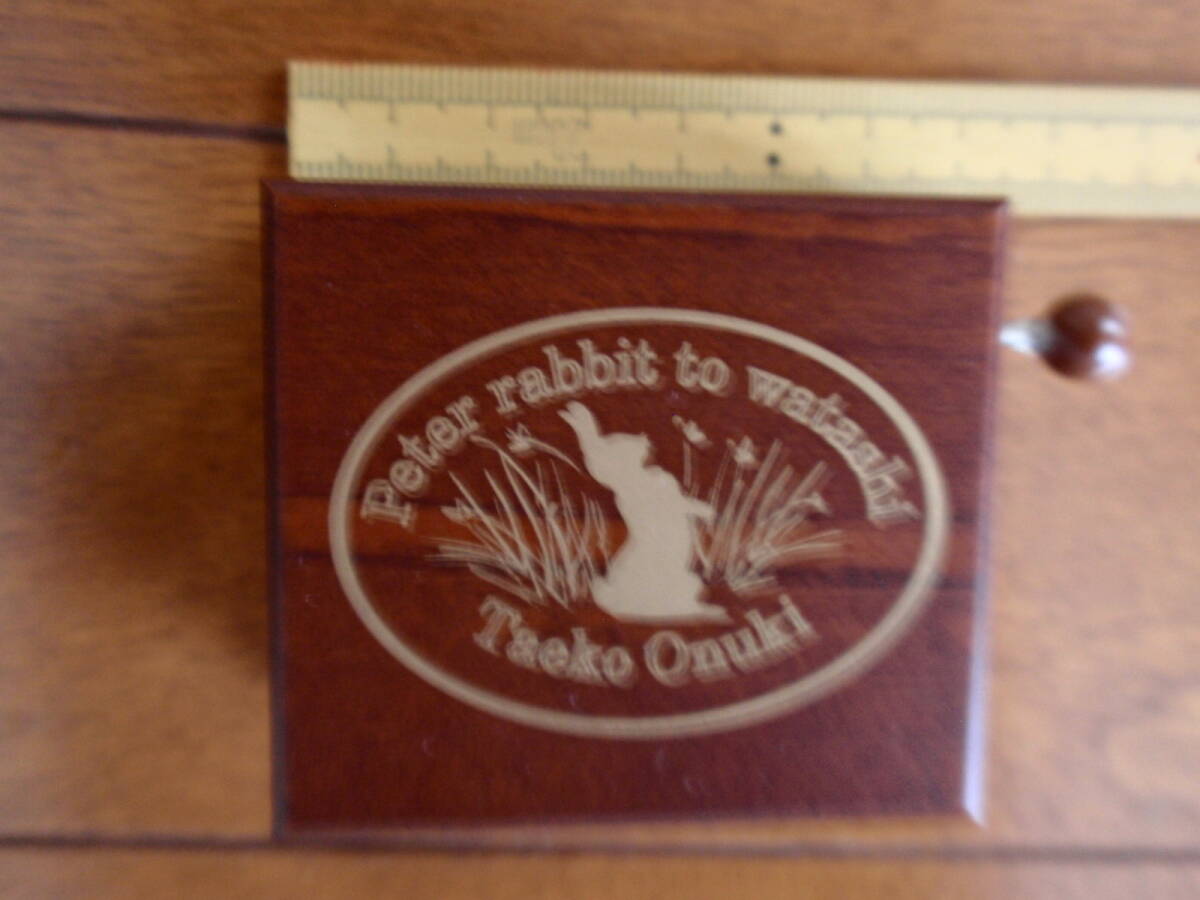 Peter rabbit to watashi
Taeko Onuki